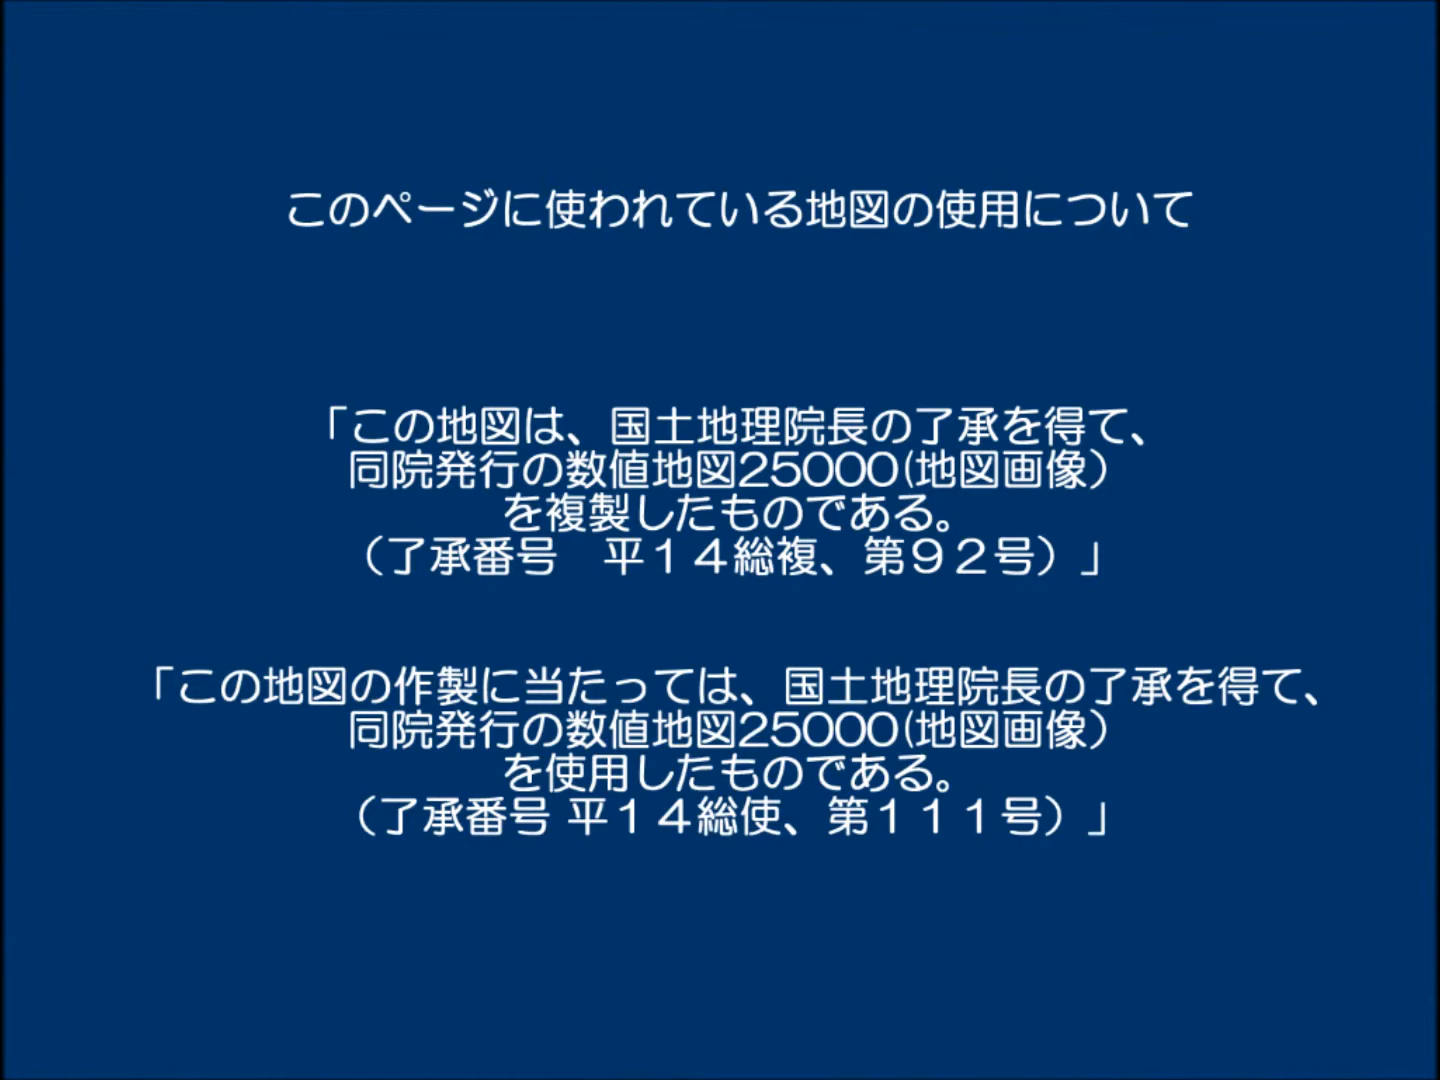 このページに使われている地図の使用について
「この地図は、国土地理院長の了承を得て、
同院発行の数値地図25000(地図画像）
を複製したものである。
（了承番号　平１４総複、第９２号）」
「この地図の作製に当たっては、国土地理院長の了承を得て、
同院発行の数値地図25000(地図画像）
を使用したものである。
（了承番号 平１４総使、第１１１号）」